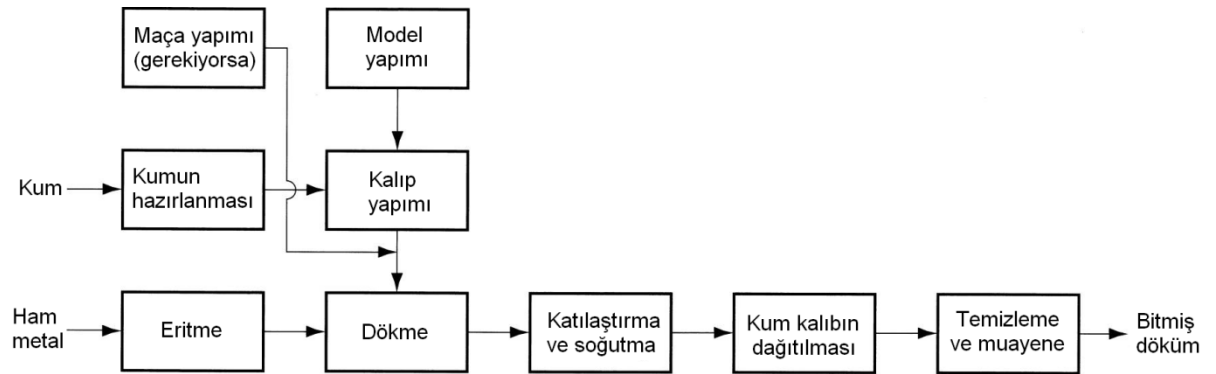 Maça yapımı
(gerekiyorsa)
Model
yapımı
Kum
Kumun
hazırlanması
Kalıp
yapımı
Ham
metal
Eritme
Dökme
Katılaştırma
ve soğutma
Kum kalıbın
dağıtılması
Temizleme
ve muayene
Bitmiş
döküm